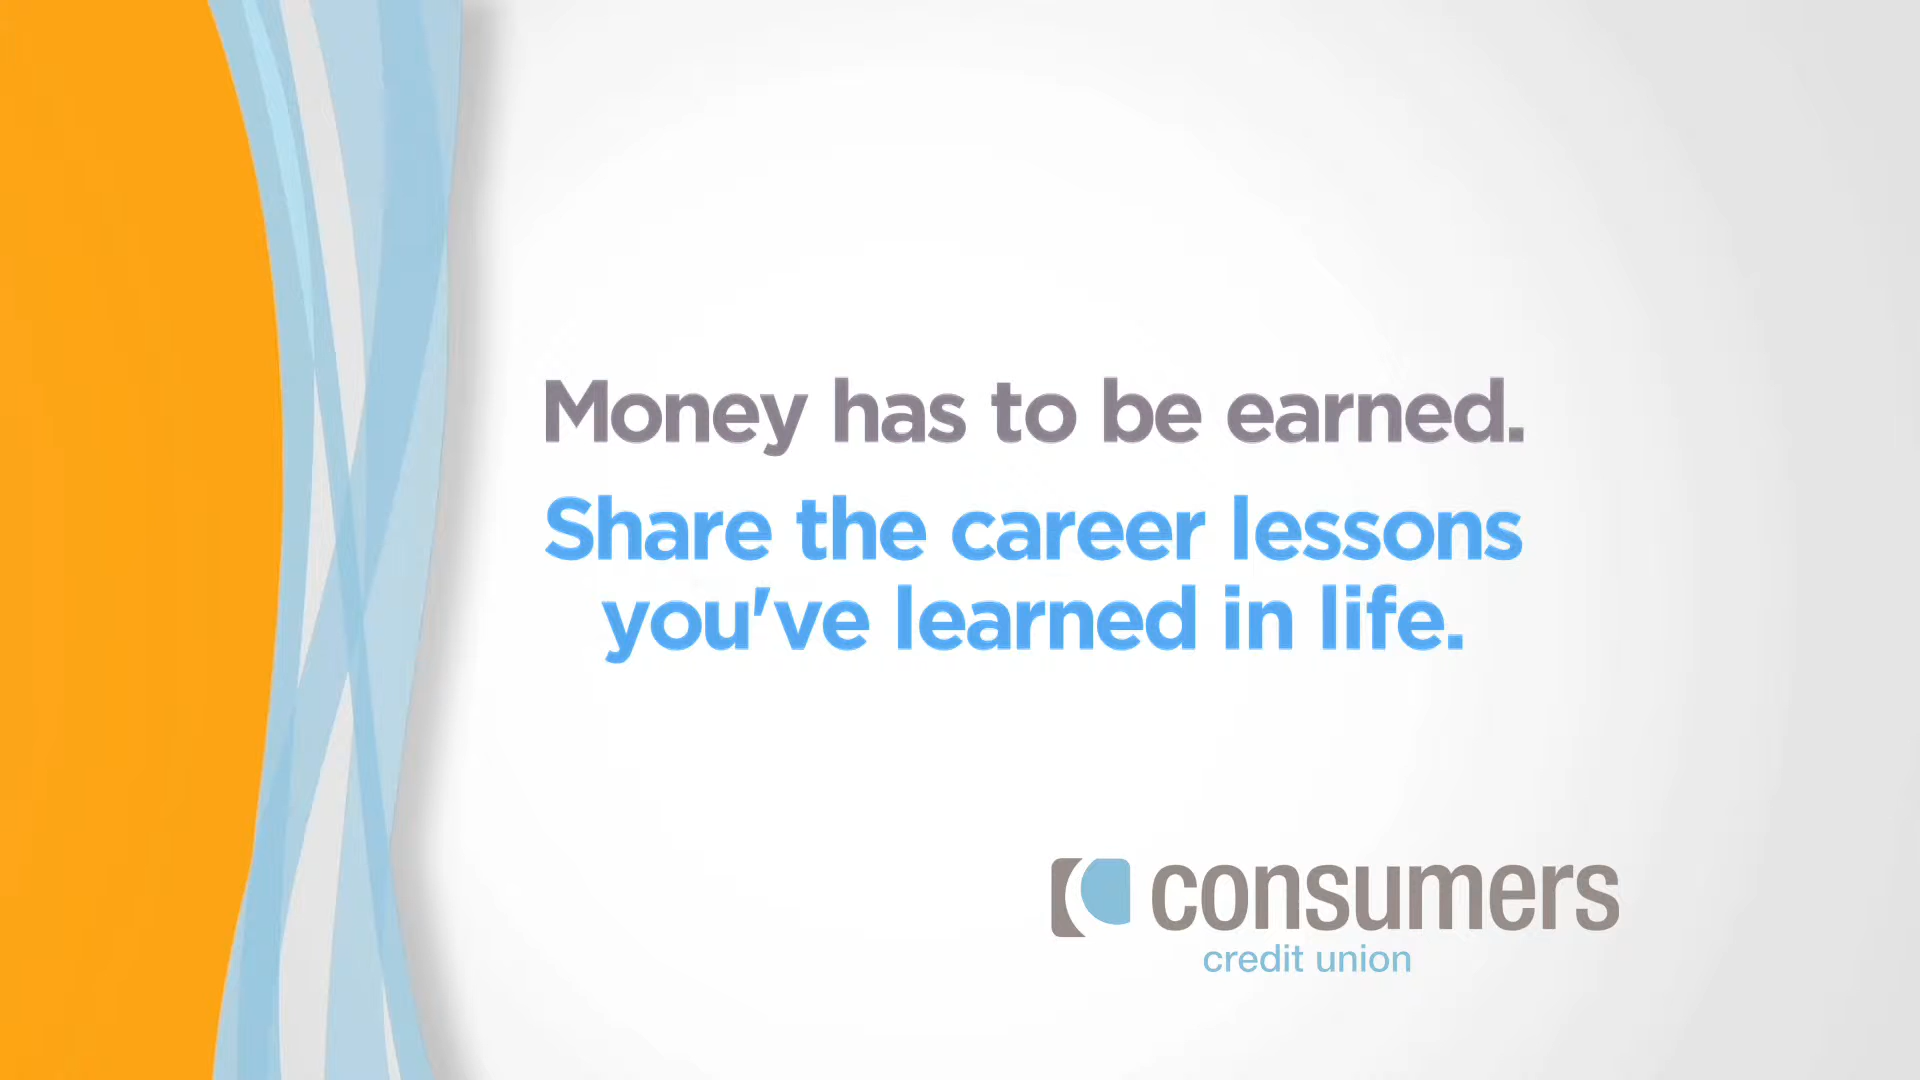 Money has to be earned.
Share the career lessons
you've learned in life.
consumers
credit union